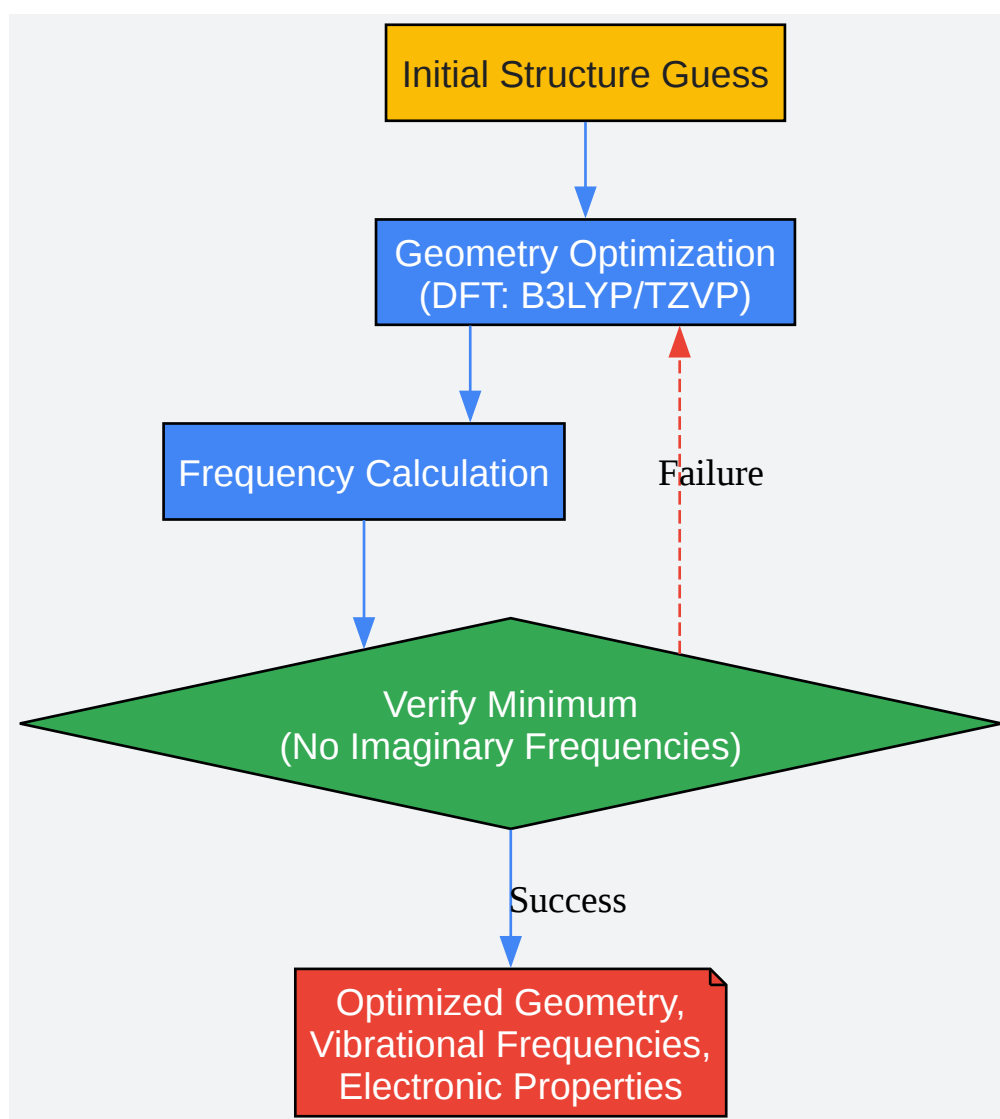 Initial Structure Guess
Geometry Optimization
(DFT: B3LYP/TZVP)
Frequency Calculation
Failure
Verify Minimum
(No Imaginary Frequencies)
Success
Optimized Geometry,
Vibrational Frequencies,
Electronic Properties